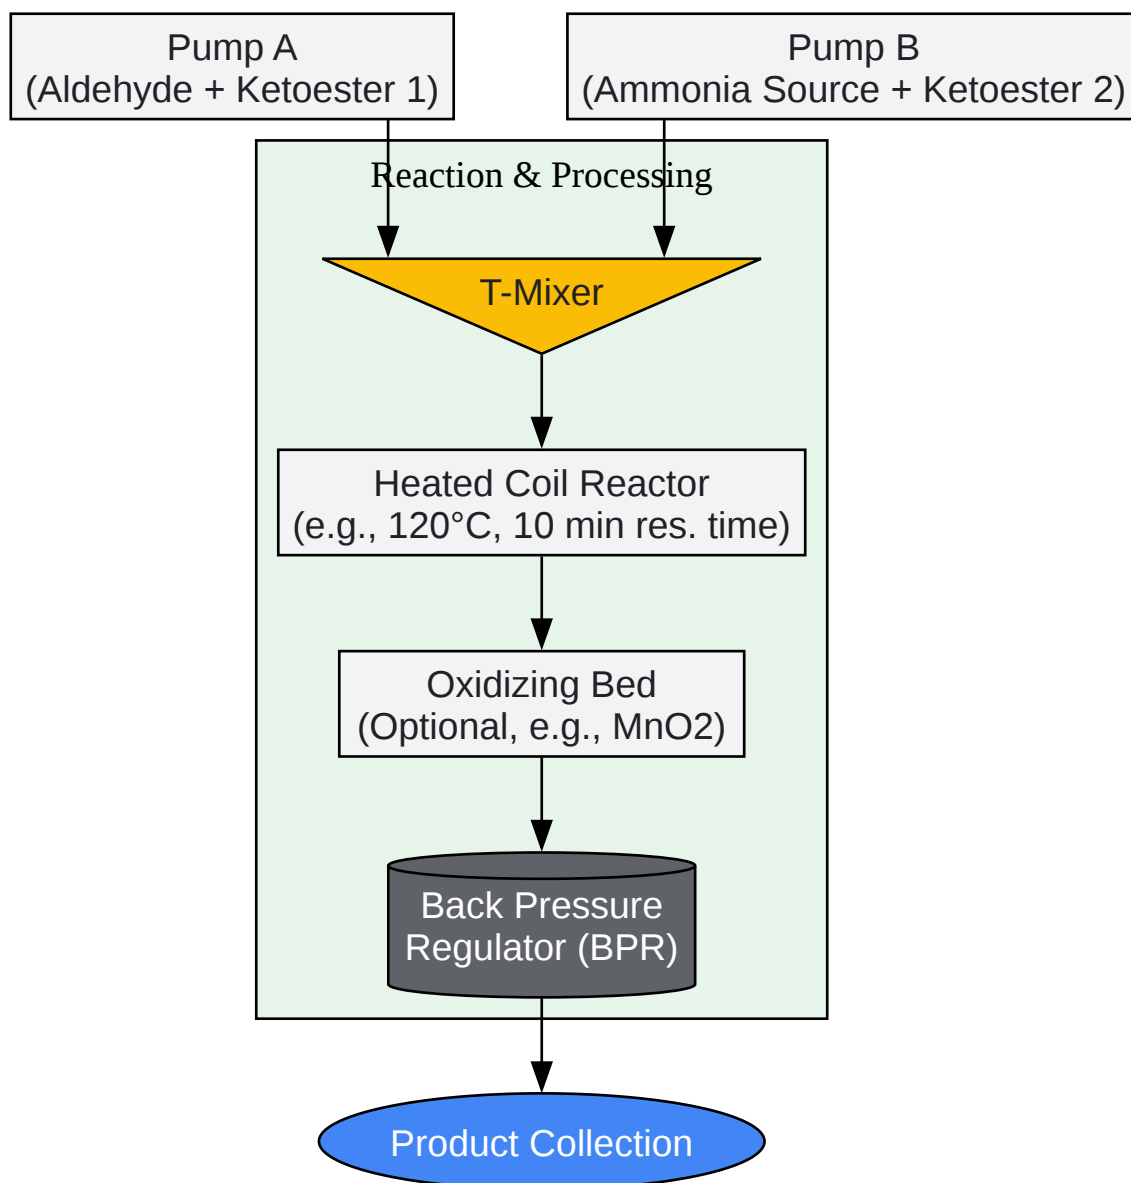 Pump A
(Aldehyde + Ketoester 1)
Pump B
(Ammonia Source + Ketoester 2)
Reaction & Processing
T-Mixer
Heated Coil Reactor
(e.g., 120°C, 10 min res. time)
Oxidizing Bed
(Optional, e.g., MnO2)
Back Pressure
Regulator (BPR)
Product Collection